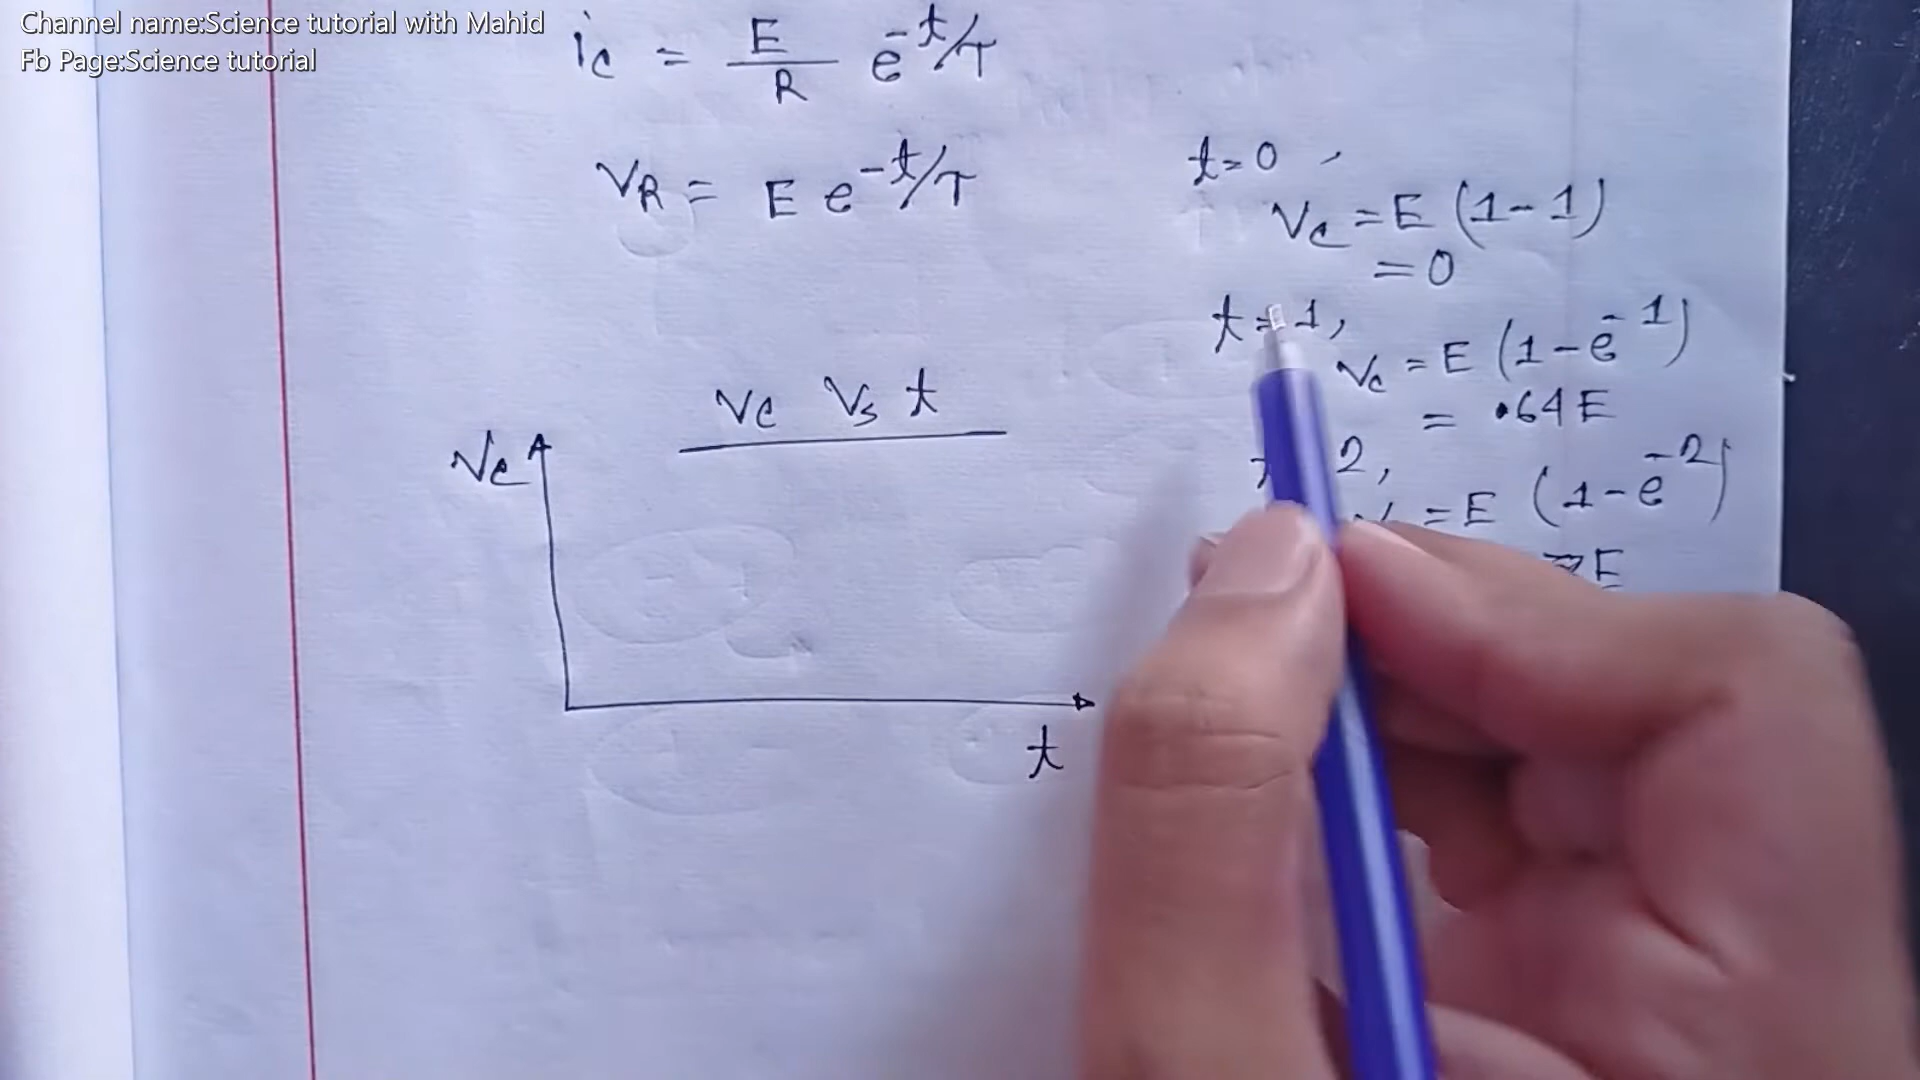 Channel name:Science tutorial with Mahid
Fb Page:Science tutorial
ic = E/R e^-t/τ
VR = E e^-t/τ
t=0,
Vc = E (1-1)
= 0
t=1,
Vc = E (1-e^-1)
= .64E
2,
= E (1-e^-2)
E
Vc Vs t
Vc
t